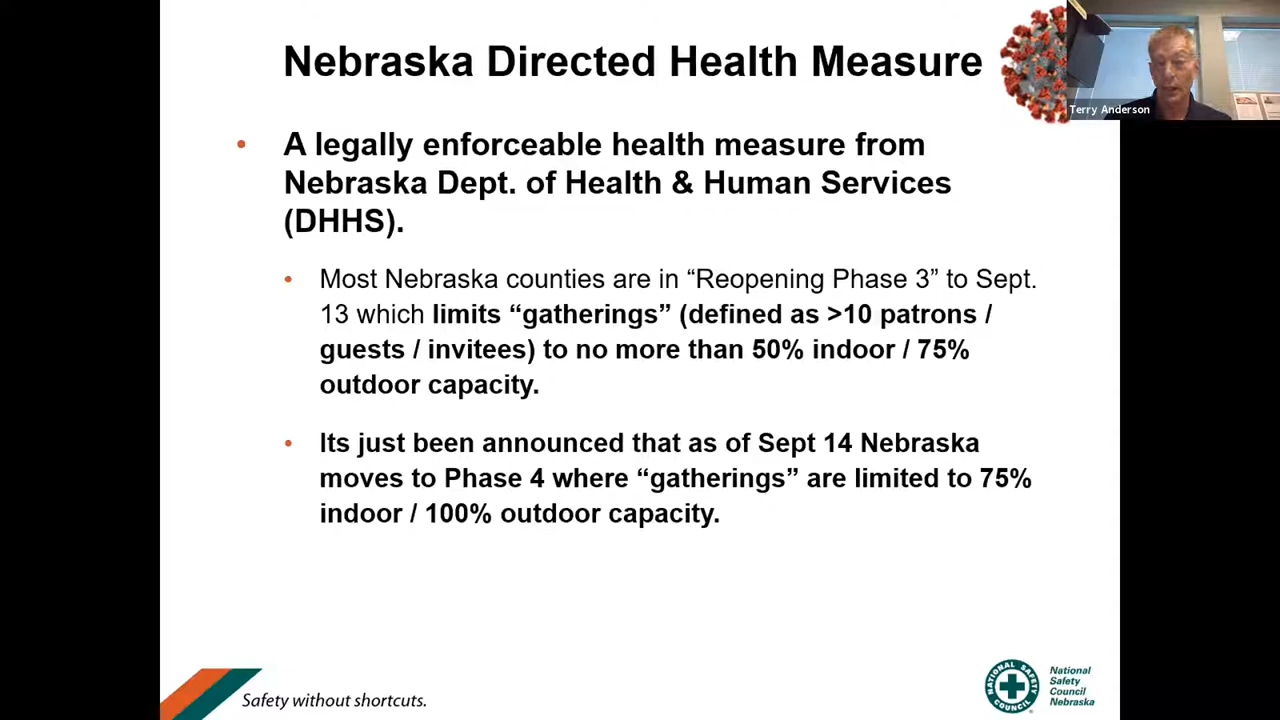 Nebraska Directed Health Measure
Terry Anderson
• A legally enforceable health measure from
Nebraska Dept. of Health & Human Services
(DHHS).
• Most Nebraska counties are in “Reopening Phase 3” to Sept.
13 which limits “gatherings” (defined as >10 patrons /
guests / invitees) to no more than 50% indoor / 75%
outdoor capacity.
• Its just been announced that as of Sept 14 Nebraska
moves to Phase 4 where “gatherings” are limited to 75%
indoor / 100% outdoor capacity.
Safety without shortcuts.
NATIONAL SAFETY COUNCIL
National
Safety
Council
Nebraska